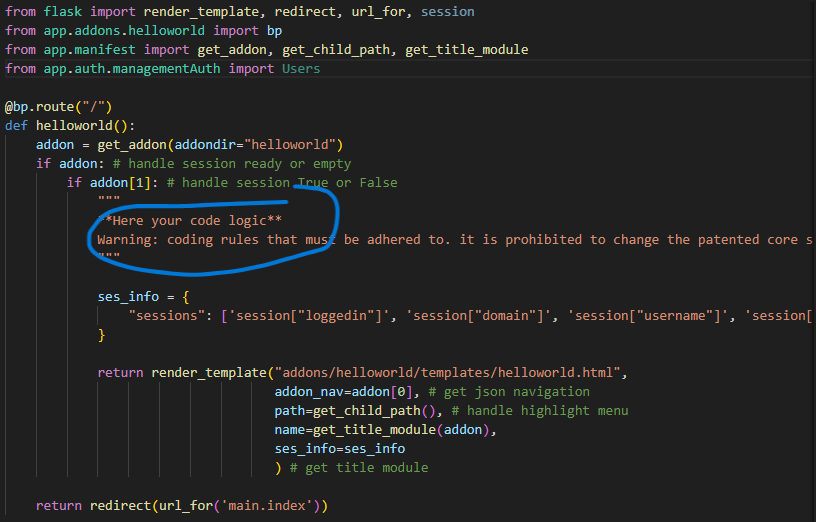 from flask import render_template, redirect, url_for, session
from app.addons.helloworld import bp
from app.manifest import get_addon, get_child_path, get_title_module
from app.auth.managementAuth import Users
@bp.route("/")
def helloworld():
addon = get_addon(addondir="helloworld")
if addon: # handle session ready or empty
if addon[1]: # handle session True or False
"""
**Here your code logic**
Warning: coding rules that must be adhered to. it is prohibited to change the patented core s
"""
ses_info = {
"sessions": ['session["loggedin"]', 'session["domain"]', 'session["username"]', 'session[
}
return render_template("addons/helloworld/templates/helloworld.html",
addon_nav=addon[0], # get json navigation
path=get_child_path(), # handle highlight menu
name=get_title_module(addon),
ses_info=ses_info
) # get title module
return redirect(url_for('main.index'))